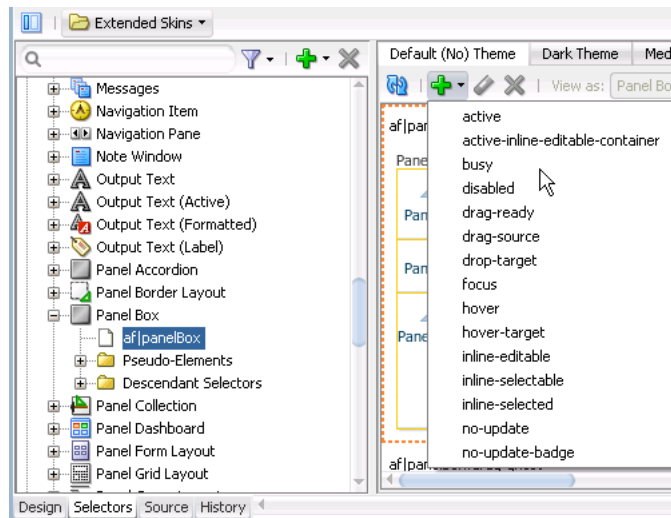 Extended Skins
Messages
Navigation Item
Navigation Pane
Note Window
Output Text
Output Text (Active)
Output Text (Formatted)
Output Text (Label)
Panel Accordion
Panel Border Layout
Panel Box
af|panelBox
Pseudo-Elements
Descendant Selectors
Panel Collection
Panel Dashboard
Panel Form Layout
Panel Grid Layout
Design Selectors Source History
Default (No) Theme Dark Theme Med
View as: Panel Bo
af|par
Pane
Pan
Pan
Pane
active
active-inline-editable-container
busy
disabled
drag-ready
drag-source
drop-target
focus
hover
hover-target
inline-editable
inline-selectable
inline-selected
no-update
no-update-badge